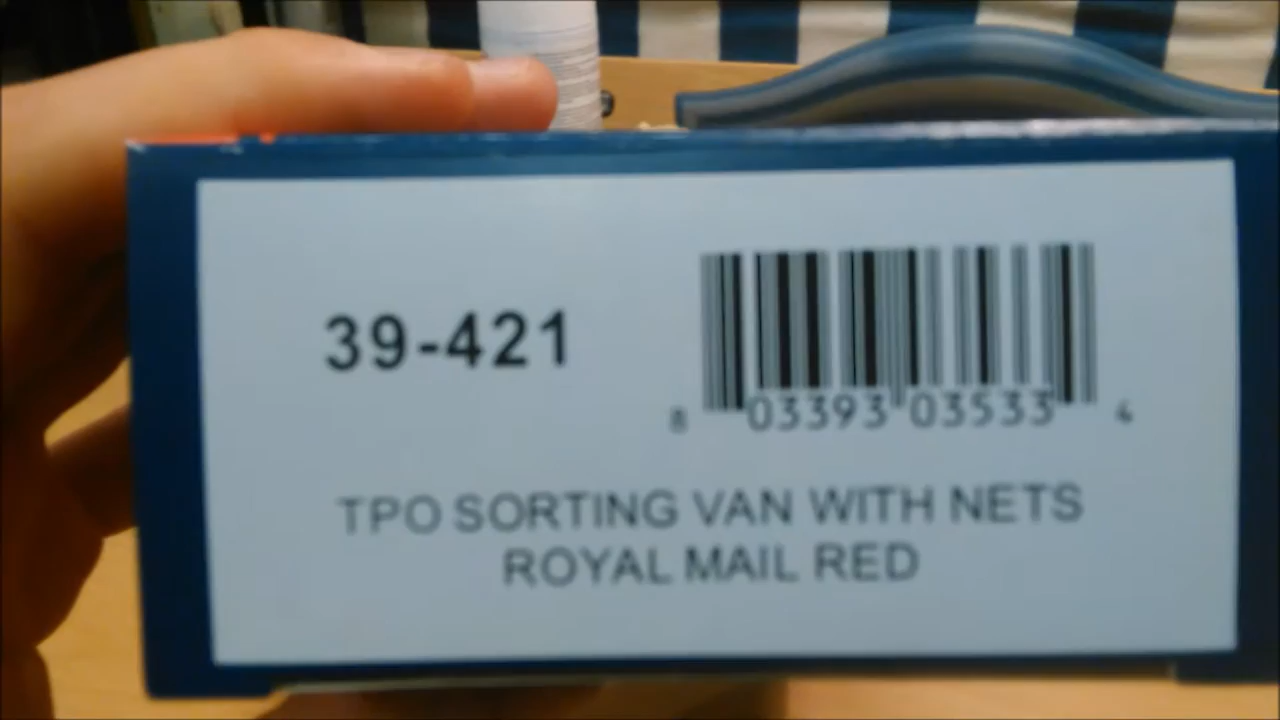 39-421
8 03393 03533 4
TPO SORTING VAN WITH NETS
ROYAL MAIL RED